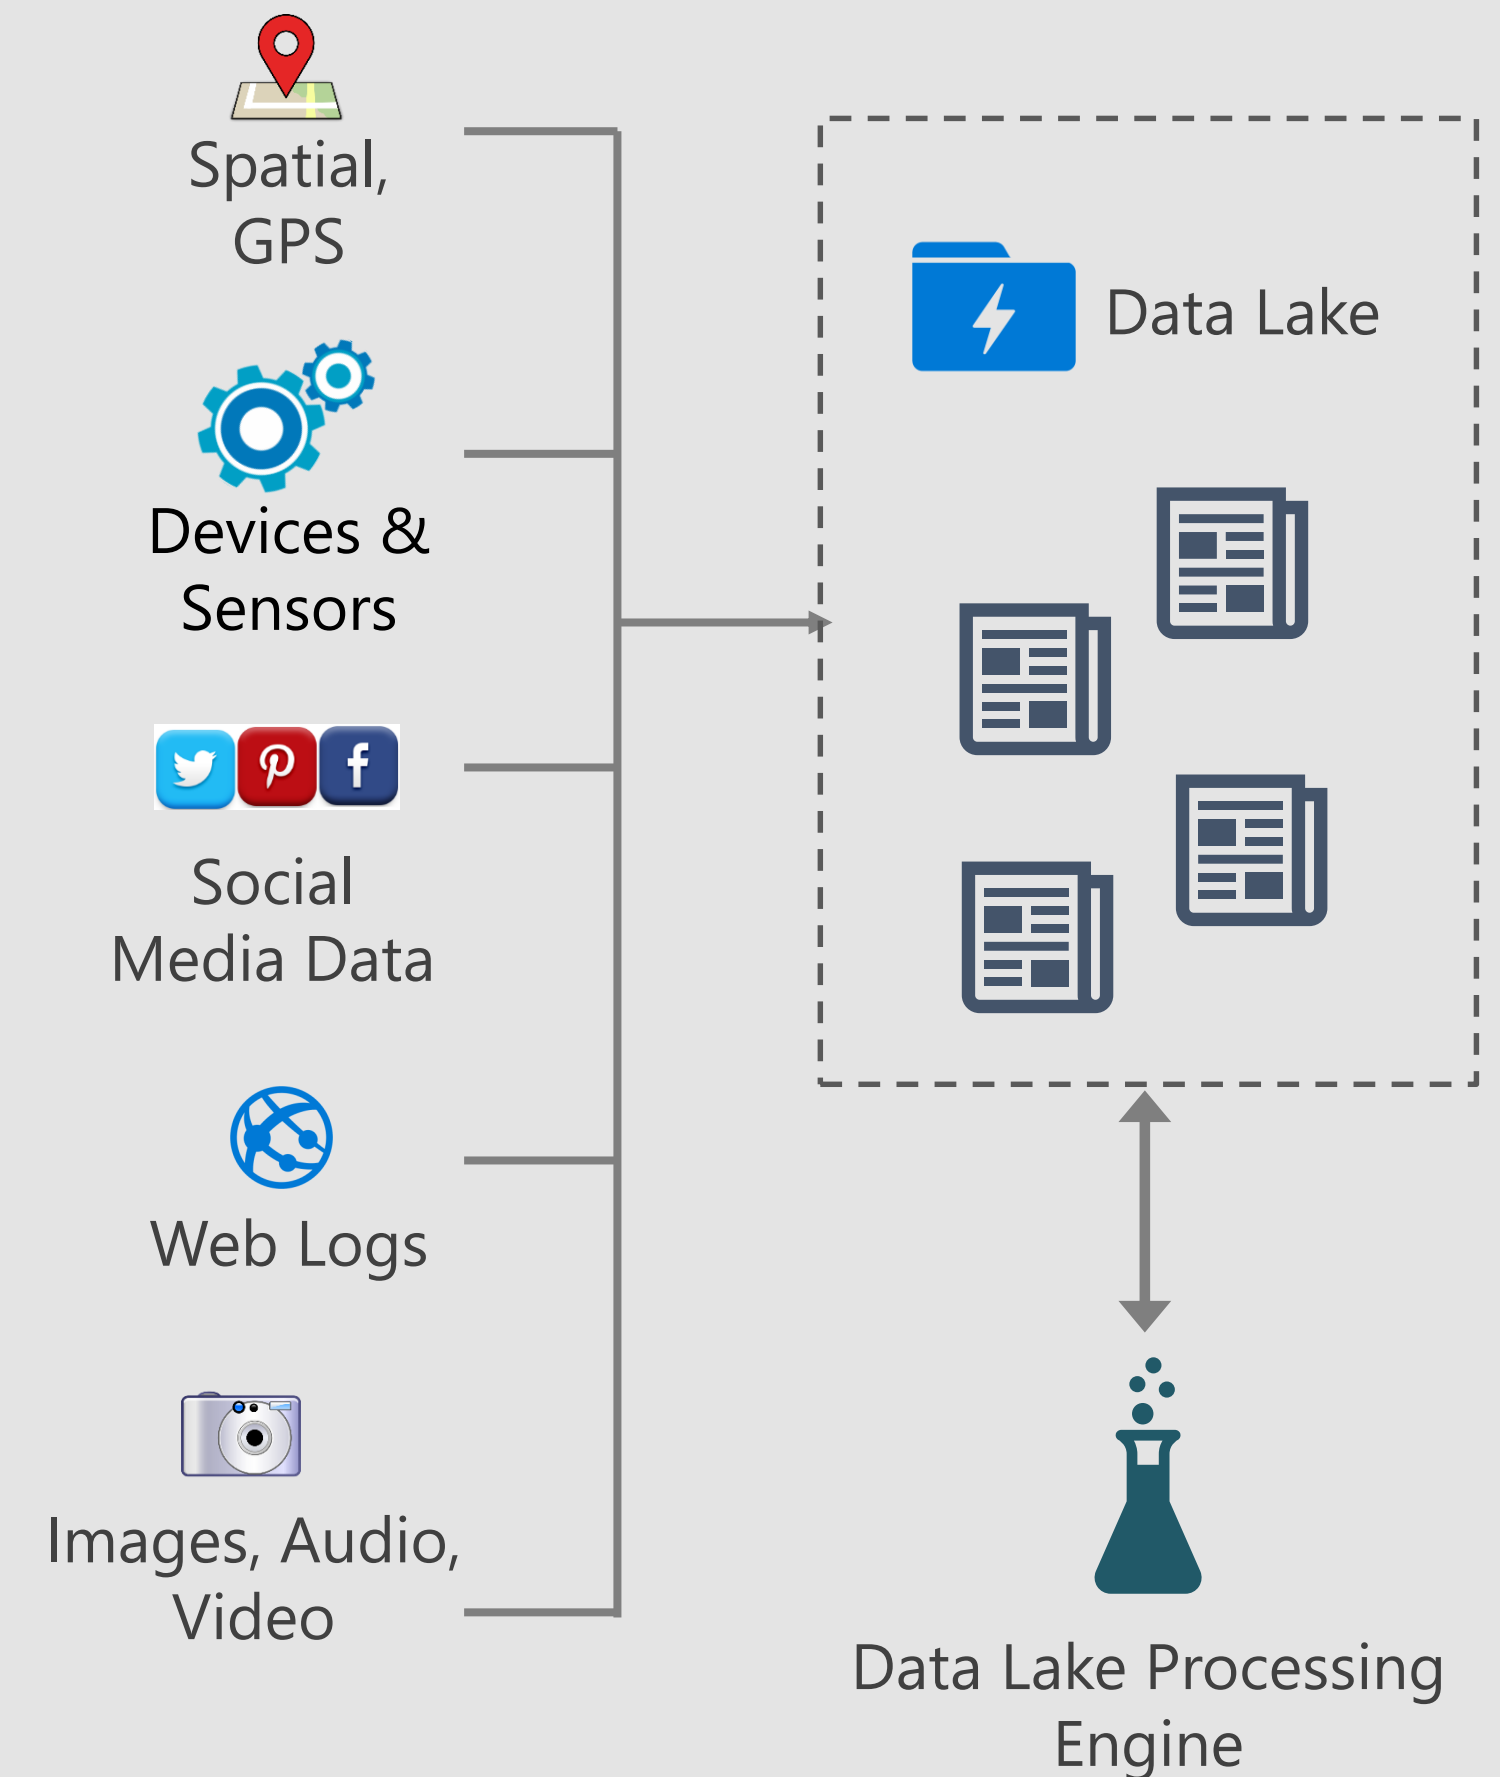 Spatial,
GPS
Devices &
Sensors
Social
Media Data
Web Logs
Images, Audio,
Video
Data Lake
Data Lake Processing
Engine